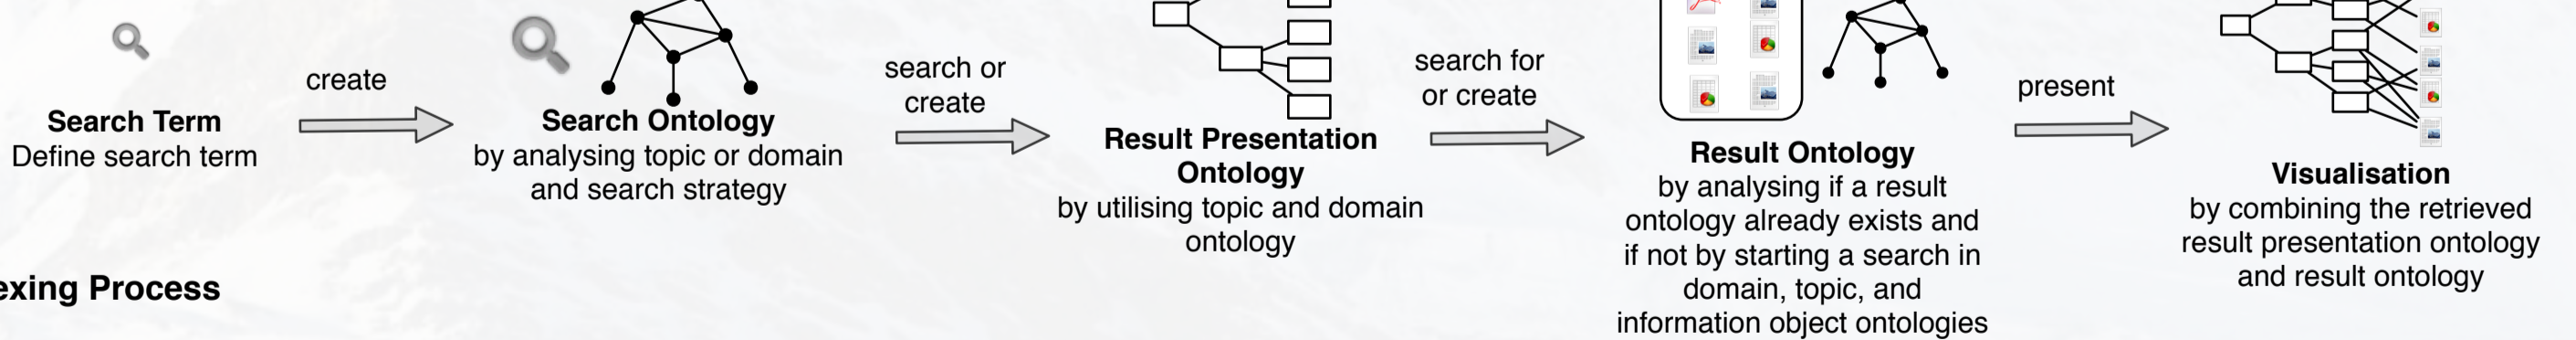 Search Term
Define search term
create
Search Ontology
by analysing topic or domain
and search strategy
search or
create
Result Presentation
Ontology
by utilising topic and domain
ontology
search for
or create
Result Ontology
by analysing if a result
ontology already exists and
if not by starting a search in
domain, topic, and
information object ontologies
present
Visualisation
by combining the retrieved
result presentation ontology
and result ontology
exing Process